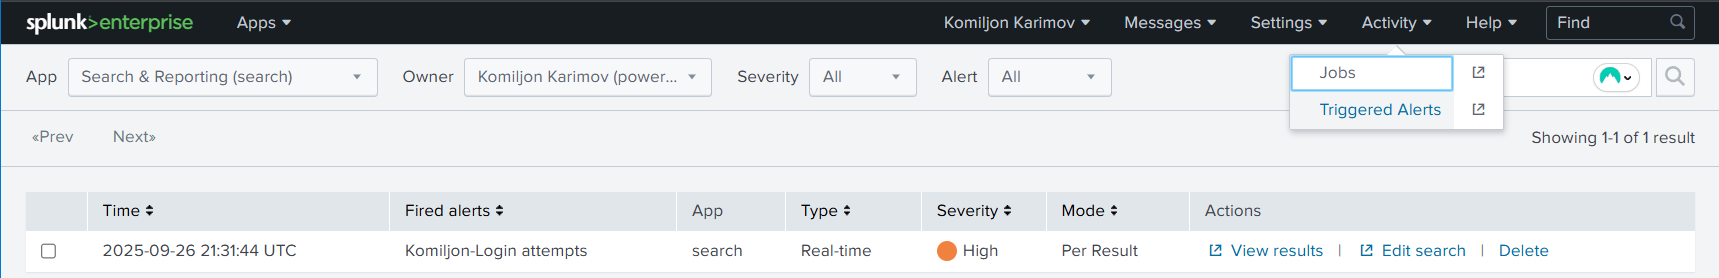 splunk>enterprise Apps Komiljon Karimov Messages Settings Activity Help Find
App Search & Reporting (search) Owner Komiljon Karimov (power... Severity All Alert All
Jobs
Triggered Alerts
«Prev Next» Showing 1-1 of 1 result
Time Fired alerts App Type Severity Mode Actions
2025-09-26 21:31:44 UTC Komiljon-Login attempts search Real-time High Per Result View results | Edit search | Delete